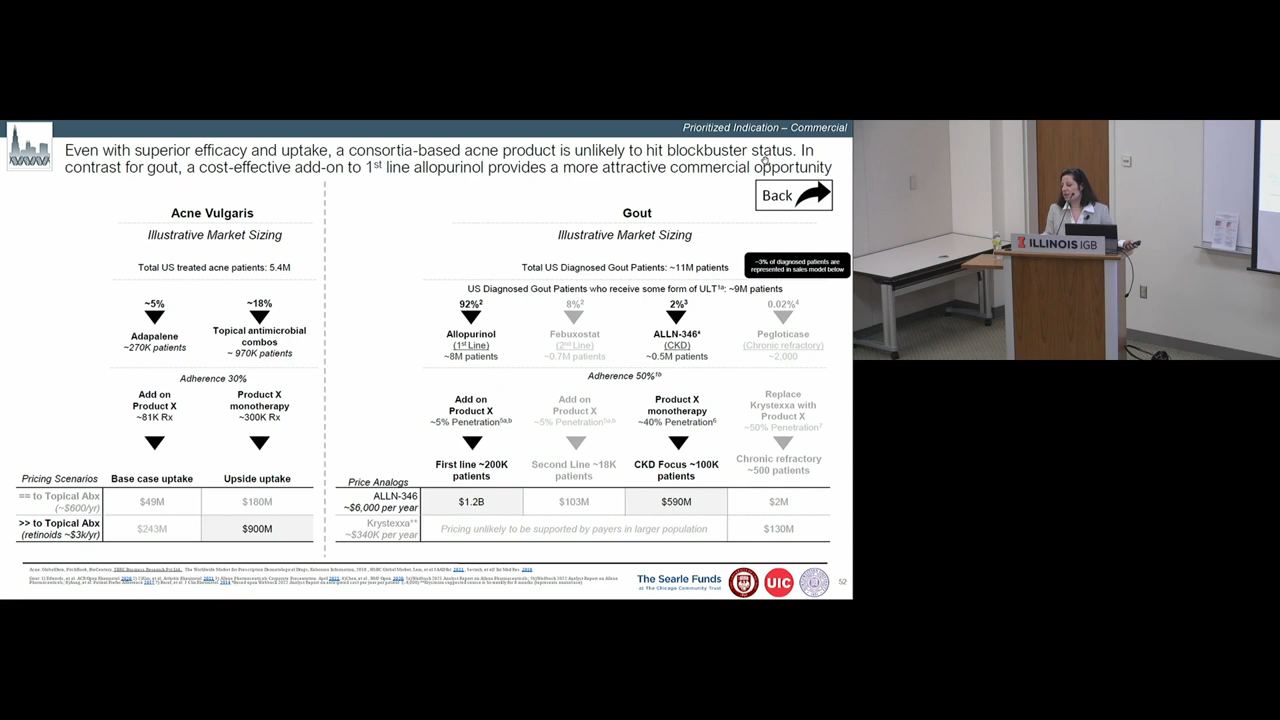 Prioritized Indication – Commercial
Even with superior efficacy and uptake, a consortia-based acne product is unlikely to hit blockbuster status. In
contrast for gout, a cost-effective add-on to 1st line allopurinol provides a more attractive commercial opportunity
Back
Acne Vulgaris
Illustrative Market Sizing
Total US treated acne patients: 5.4M
~5%
~18%
Adapalene
~270K patients
Topical antimicrobial
combos
~ 970K patients
Adherence 30%
Add on
Product X
~81K Rx
Product X
monotherapy
~300K Rx
Pricing Scenarios
Base case uptake
Upside uptake
== to Topical Abx
(~$600/yr)
$49M
$180M
>> to Topical Abx
(retinoids ~$3k/yr)
$243M
$900M
Gout
Illustrative Market Sizing
Total US Diagnosed Gout Patients: ~11M patients
~3% of diagnosed patients are
represented in sales model below
US Diagnosed Gout Patients who receive some form of ULT1a: ~9M patients
92%2
8%2
2%3
0.02%4
Allopurinol
(1st Line)
~8M patients
Febuxostat
(2nd Line)
~0.7M patients
ALLN-346*
(CKD)
~0.5M patients
Pegloticase
(Chronic refractory)
~2,000
Adherence 50%1b
Add on
Product X
~5% Penetration5a,b
Add on
Product X
~5% Penetration5a,b
Product X
monotherapy
~40% Penetration6
Replace
Krystexxa with
Product X
~50% Penetration7
First line ~200K
patients
Second Line ~18K
patients
CKD Focus ~100K
patients
Chronic refractory
~500 patients
Price Analogs
ALLN-346
~$6,000 per year
$1.2B
$103M
$590M
$2M
Krystexxa**
~$340K per year
Pricing unlikely to be supported by payers in larger population
$130M
The Searle Funds
at The Chicago Community Trust
UIC
52
ILLINOIS IGB